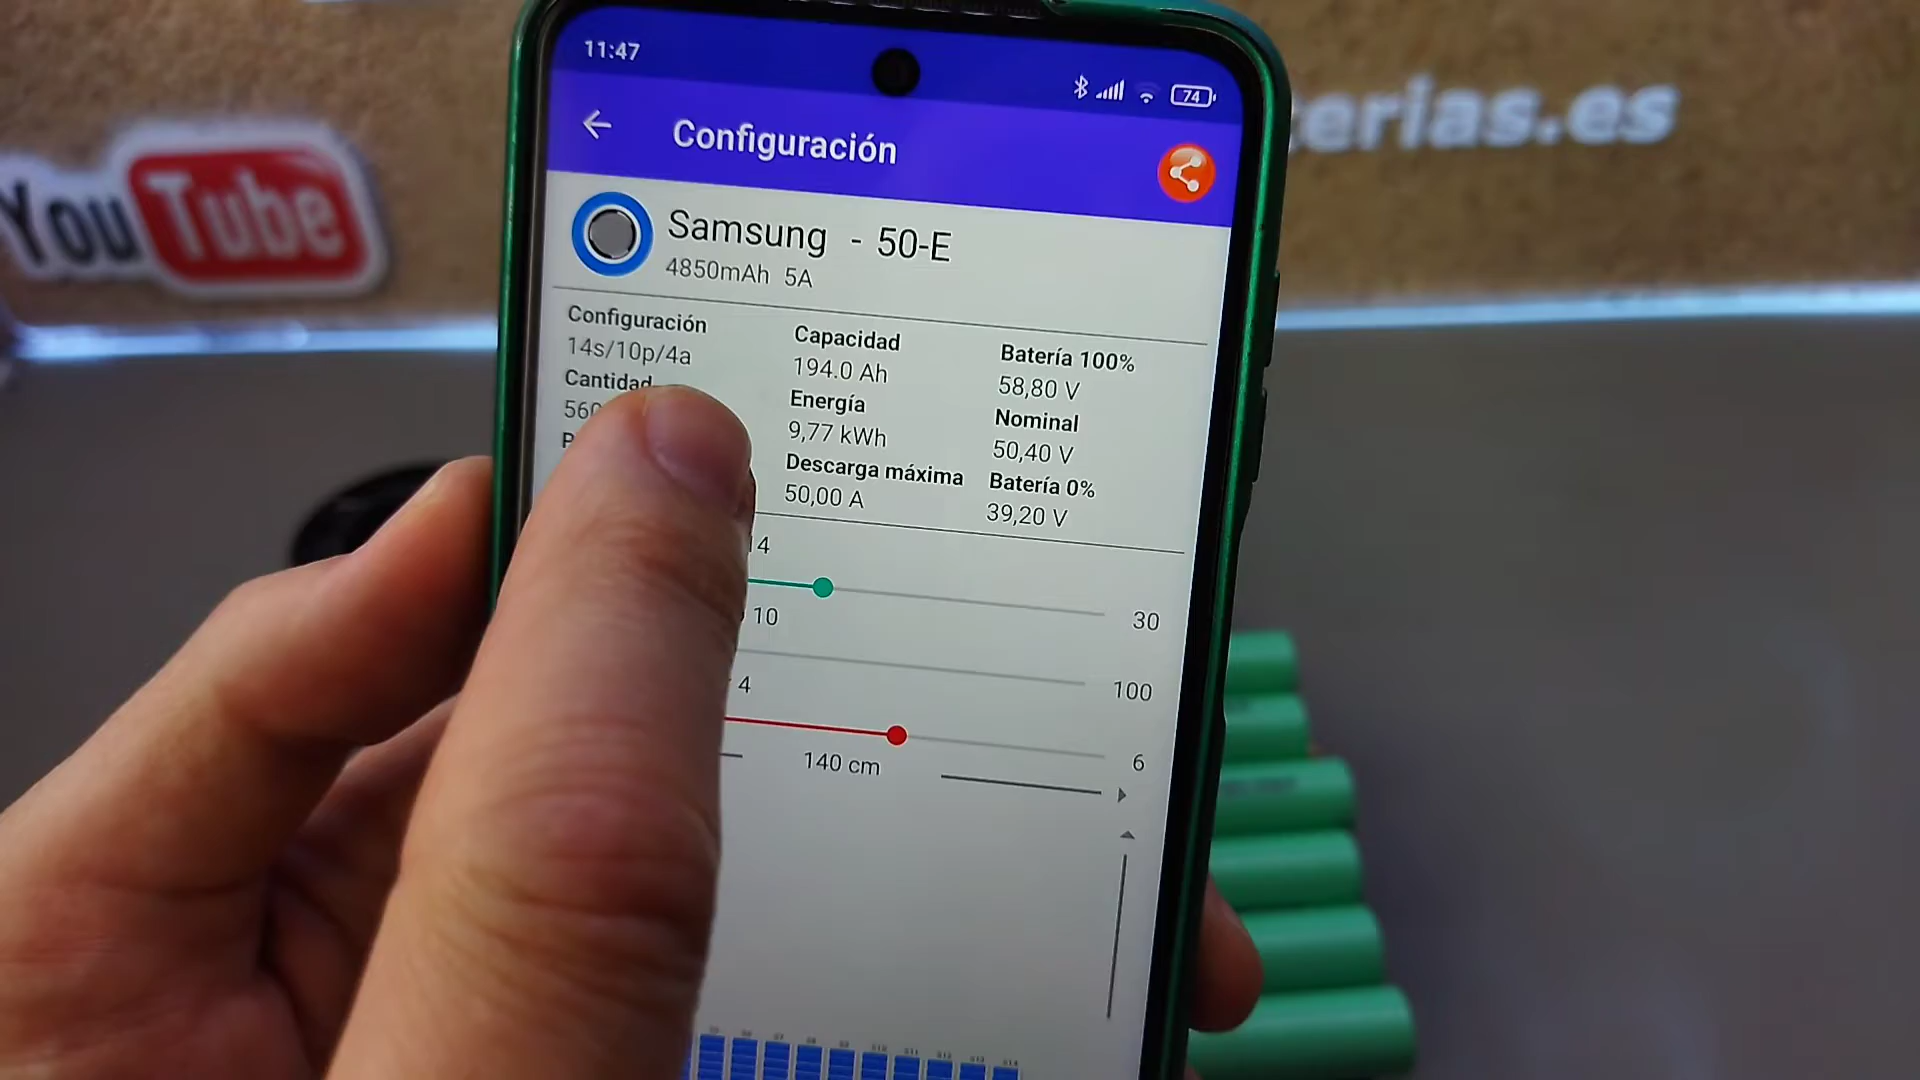 11:47
74
Configuración
YouTube
erias.es
Samsung - 50-E
4850mAh 5A
Configuración
14s/10p/4a
Cantidad
560
Capacidad
194.0 Ah
Energía
9,77 kWh
Descarga máxima
50,00 A
Batería 100%
58,80 V
Nominal
50,40 V
Batería 0%
39,20 V
14
30
10
100
4
6
140 cm